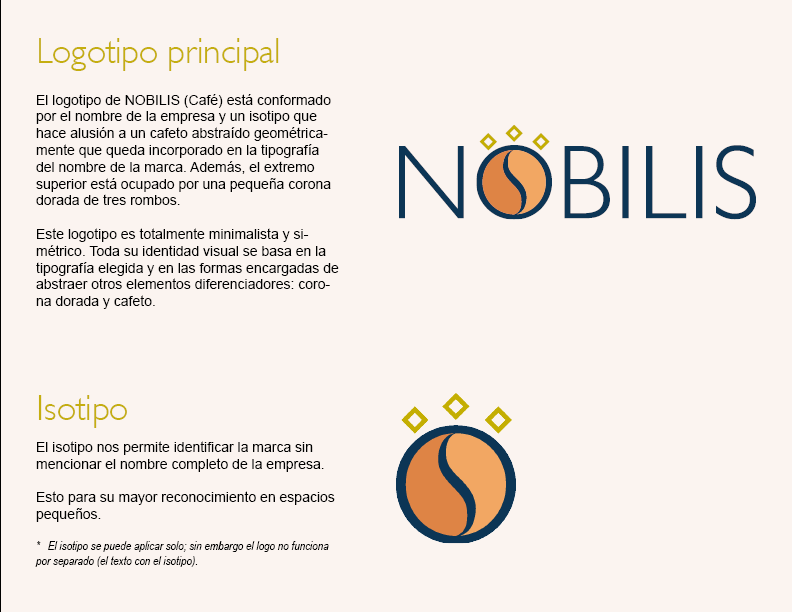 Logotipo principal
El logotipo de NOBILIS (Café) está conformado
por el nombre de la empresa y un isotipo que
hace alusión a un cafeto abstraído geométrica-
mente que queda incorporado en la tipografía
del nombre de la marca. Además, el extremo
superior está ocupado por una pequeña corona
dorada de tres rombos.
Este logotipo es totalmente minimalista y si-
métrico. Toda su identidad visual se basa en la
tipografía elegida y en las formas encargadas de
abstraer otros elementos diferenciadores: coro-
na dorada y cafeto.
NOBILIS
Isotipo
El isotipo nos permite identificar la marca sin
mencionar el nombre completo de la empresa.
Esto para su mayor reconocimiento en espacios
pequeños.
* El isotipo se puede aplicar solo; sin embargo el logo no funciona
por separado (el texto con el isotipo).